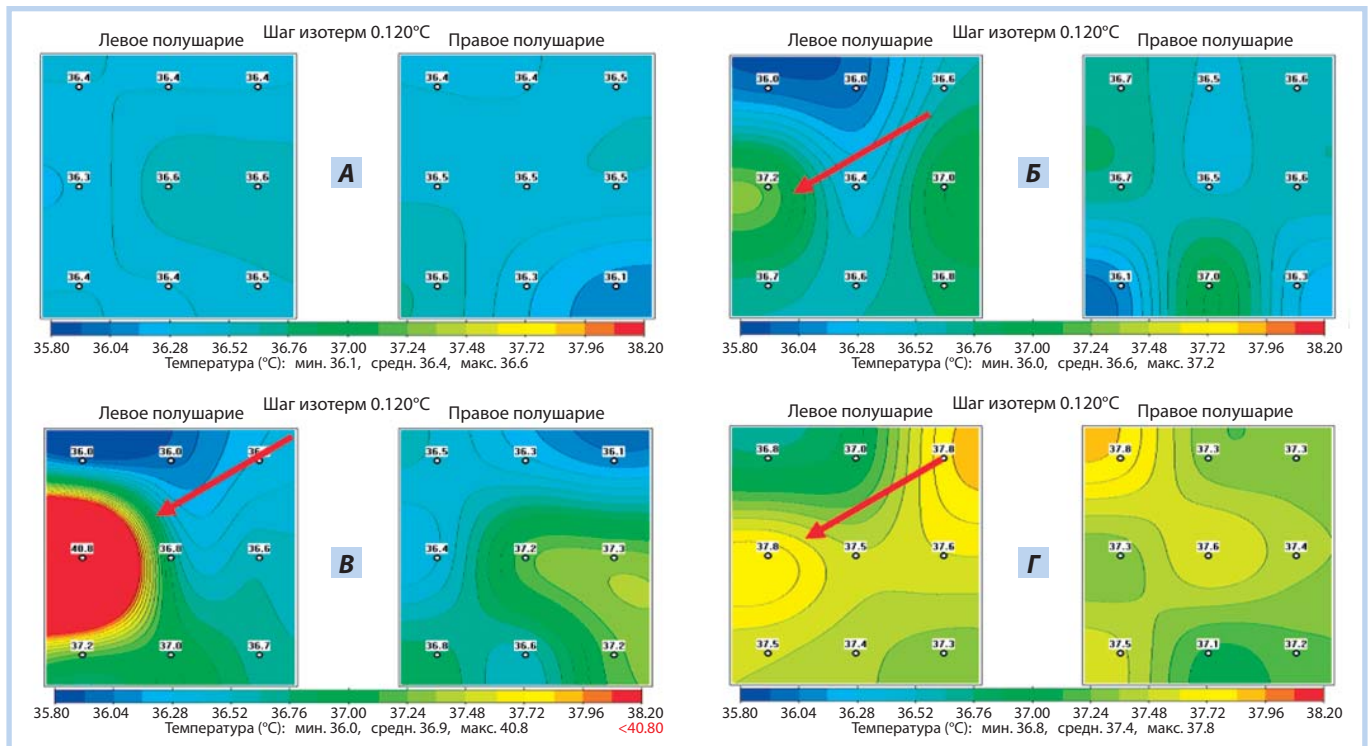 Шаг изотерм 0.120°C
Левое полушарие Правое полушарие
36.4 36.4 36.4 36.4 36.4 36.5
А
36.3 36.6 36.6 36.5 36.5 36.5
36.4 36.4 36.5 36.6 36.3 36.1
35.80 36.04 36.28 36.52 36.76 37.00 37.24 37.48 37.72 37.96 38.20
Температура (°C): мин. 36.1, средн. 36.4, макс. 36.6
Шаг изотерм 0.120°C
Левое полушарие Правое полушарие
36.0 36.0 36.6 36.7 36.5 36.6
Б
37.2 36.4 37.0 36.7 36.5 36.6
36.7 36.6 36.8 36.1 37.0 36.3
35.80 36.04 36.28 36.52 36.76 37.00 37.24 37.48 37.72 37.96 38.20
Температура (°C): мин. 36.0, средн. 36.6, макс. 37.2
Шаг изотерм 0.120°C
Левое полушарие Правое полушарие
36.0 36.0 36.5 36.3 36.1
40.8 36.8 36.6 36.4 37.2 37.3
В
37.2 37.0 36.7 36.8 36.6 37.2
35.80 36.04 36.28 36.52 36.76 37.00 37.24 37.48 37.72 37.96 38.20
Температура (°C): мин. 36.0, средн. 36.9, макс. 40.8 <40.80
Шаг изотерм 0.120°C
Левое полушарие Правое полушарие
36.8 37.0 37.8 37.8 37.3 37.3
37.8 37.5 37.6 37.3 37.6 37.4
Г
37.5 37.4 37.3 37.5 37.1 37.2
35.80 36.04 36.28 36.52 36.76 37.00 37.24 37.48 37.72 37.96 38.20
Температура (°C): мин. 36.8, средн. 37.4, макс. 37.8